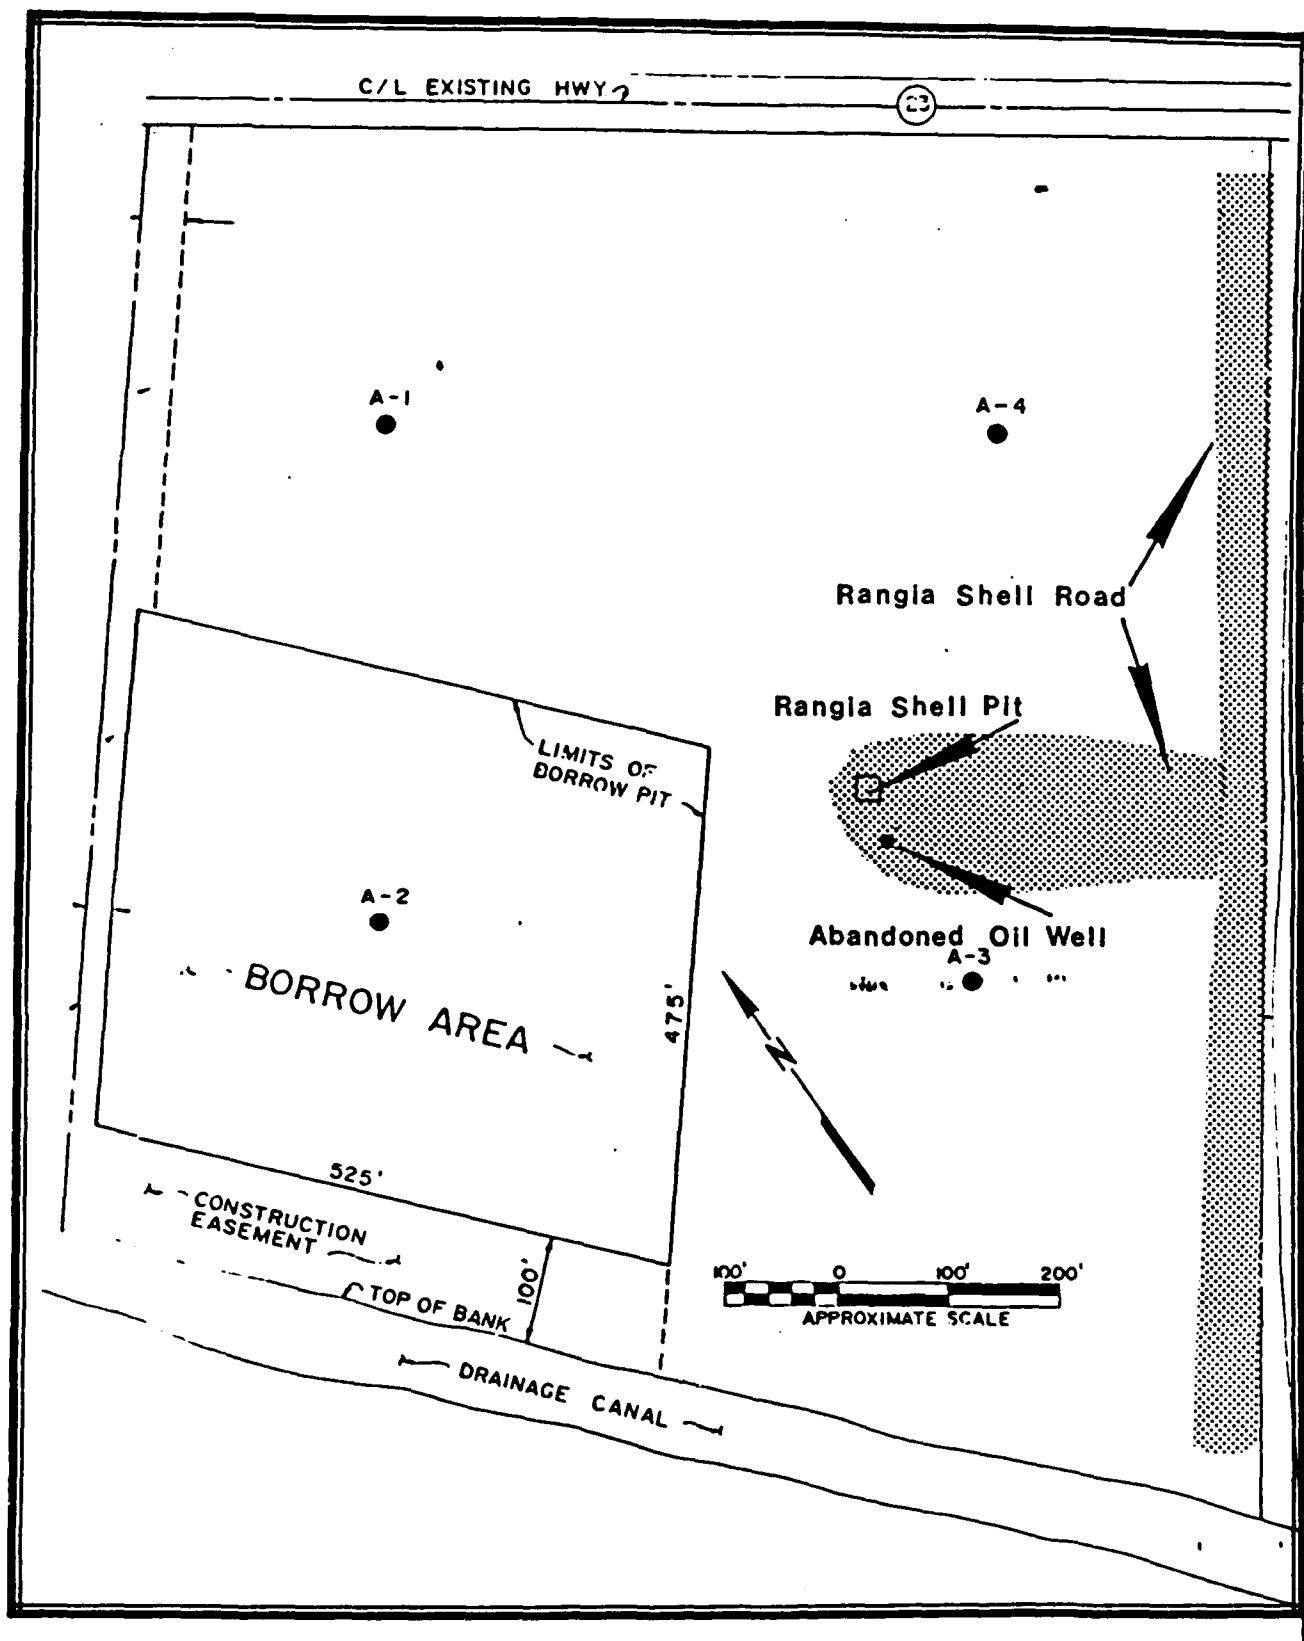 C/L EXISTING HWY
23
A-1
A-4
Rangia Shell Road
Rangia Shell Pit
LIMITS OF
BORROW PIT
A-2
Abandoned Oil Well
A-3
BORROW AREA
475'
N
525'
CONSTRUCTION
EASEMENT
100'
TOP OF BANK
100' 0 100' 200'
APPROXIMATE SCALE
DRAINAGE CANAL